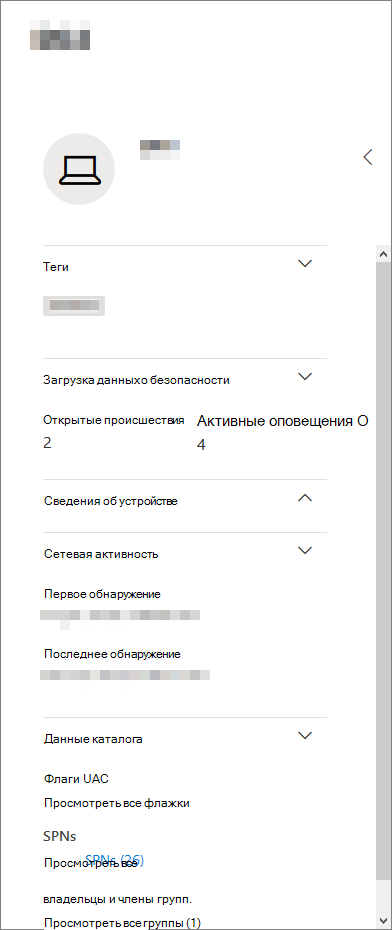 Теги
Загрузка данныхо безопасности
Открытые происшествия
Активные оповещения О
2
4
Сведения об устройстве
Сетевая активность
Первое обнаружение
Последнее обнаружение
Данные каталога
Флаги UAC
Просмотреть все флажки
SPNs
SPNs (26)
Просмотреть все
владельцы и члены групп.
Просмотреть все группы (1)